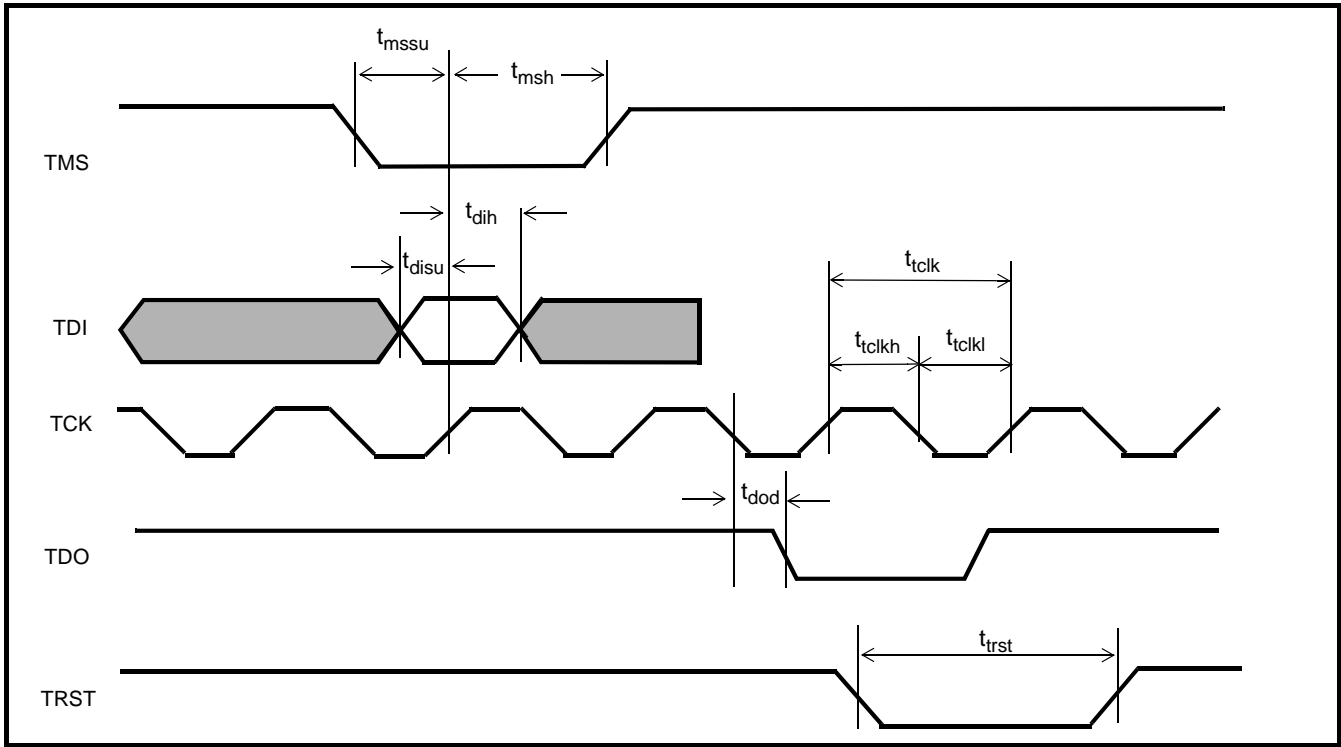 tmssu
tmsh
TMS
tdih
tdisu
ttclk
TDI
ttclkh
ttclkl
TCK
tdod
TDO
ttrst
TRST